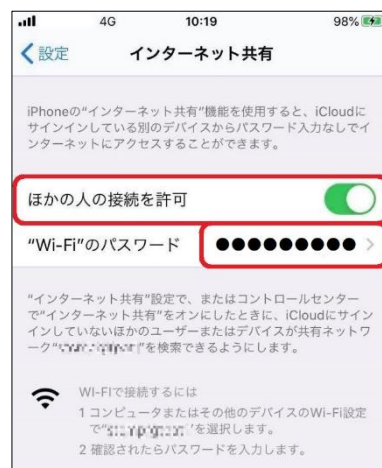 4G 10:19 98%
設定 インターネット共有
iPhoneの"インターネット共有"機能を使用すると、iCloudに
サインインしている別のデバイスからパスワード入力なしでイ
ンターネットにアクセスすることができます。
ほかの人の接続を許可
"Wi-Fi"のパスワード ●●●●●●●●●
"インターネット共有"設定で、またはコントロールセンター
で"インターネット共有"をオンにしたときに、iCloudにサイン
インしていないほかのユーザーまたはデバイスが共有ネットワ
ーク" "を検索できるようにします。
WI-FIで接続するには
1 コンピュータまたはその他のデバイスのWi-Fi設定
で" "を選択します。
2 確認されたらパスワードを入力します。